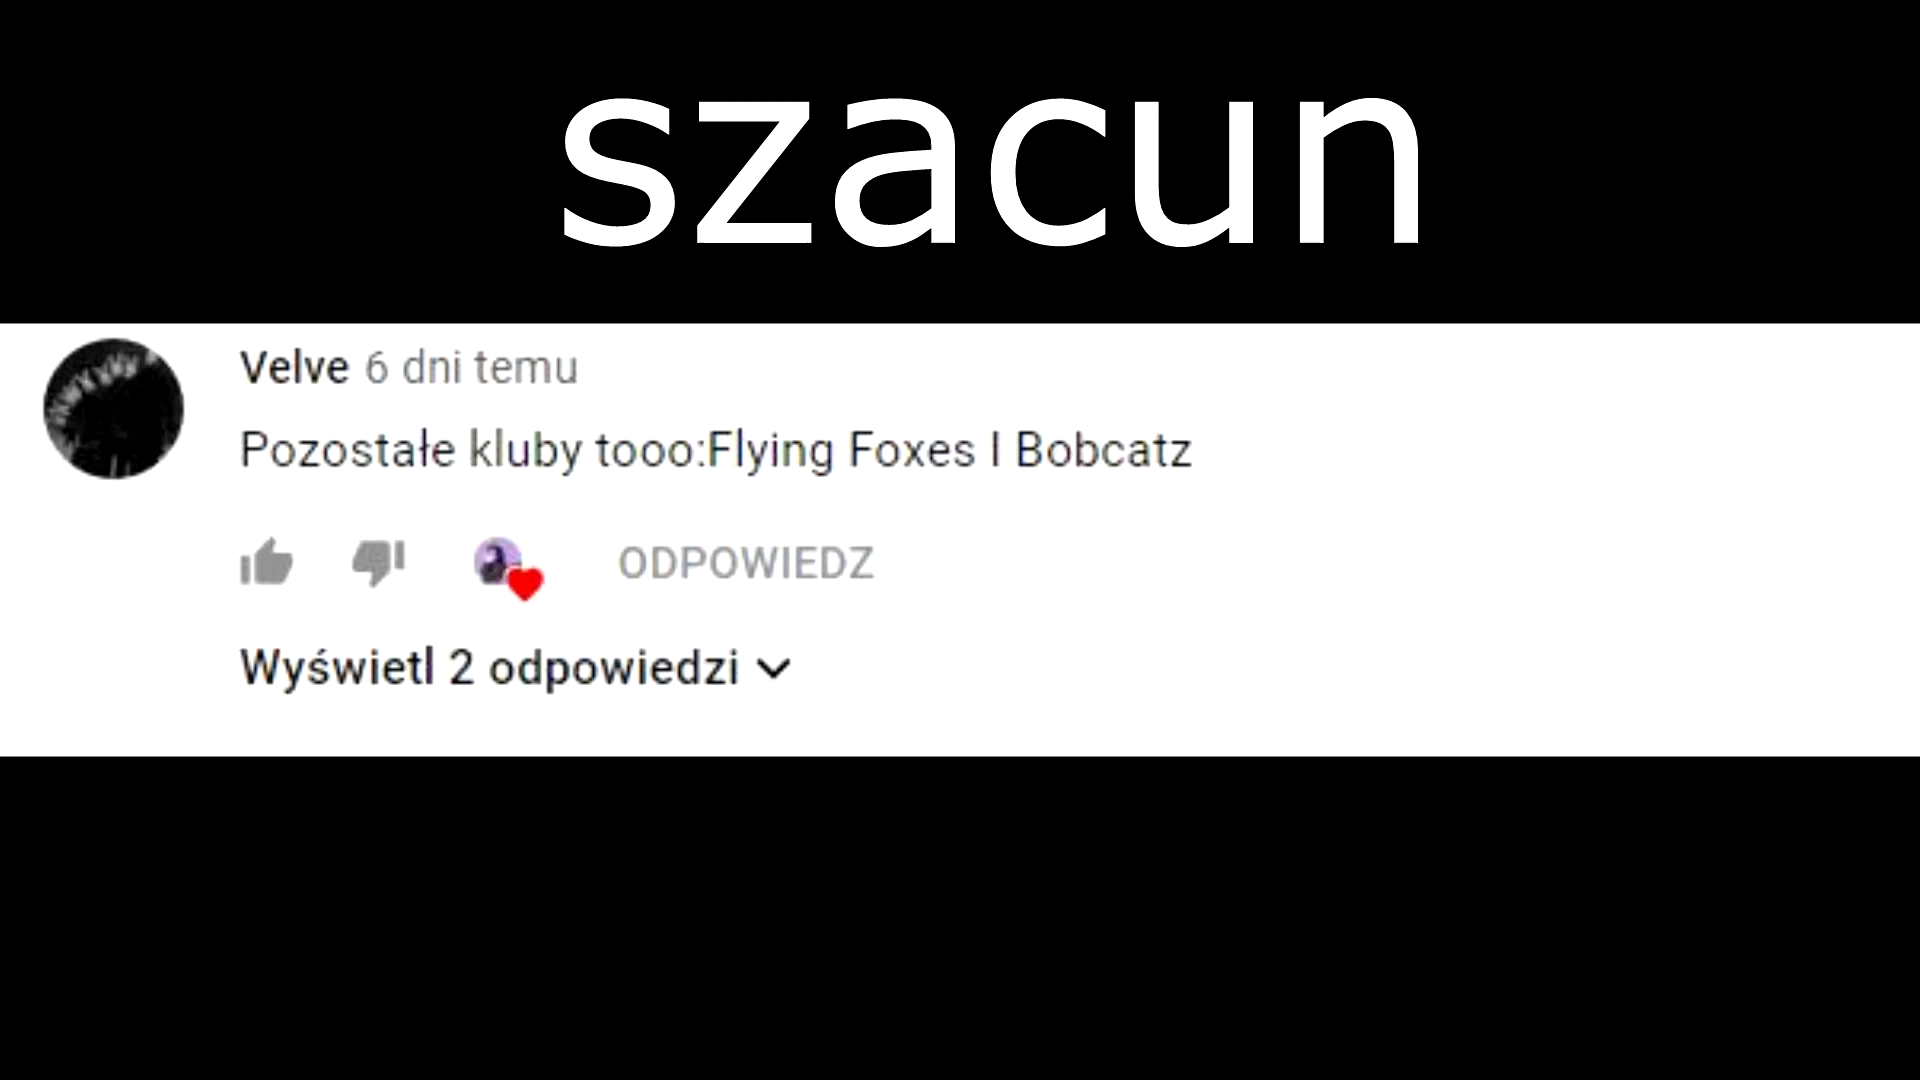 szacun
Velve 6 dni temu
Pozostałe kluby tooo:Flying Foxes I Bobcatz
ODPOWIEDZ
Wyświetl 2 odpowiedzi